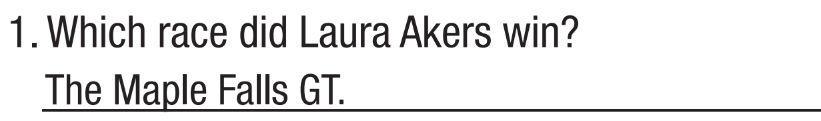 1. Which race did Laura Akers win?
The Maple Falls GT.